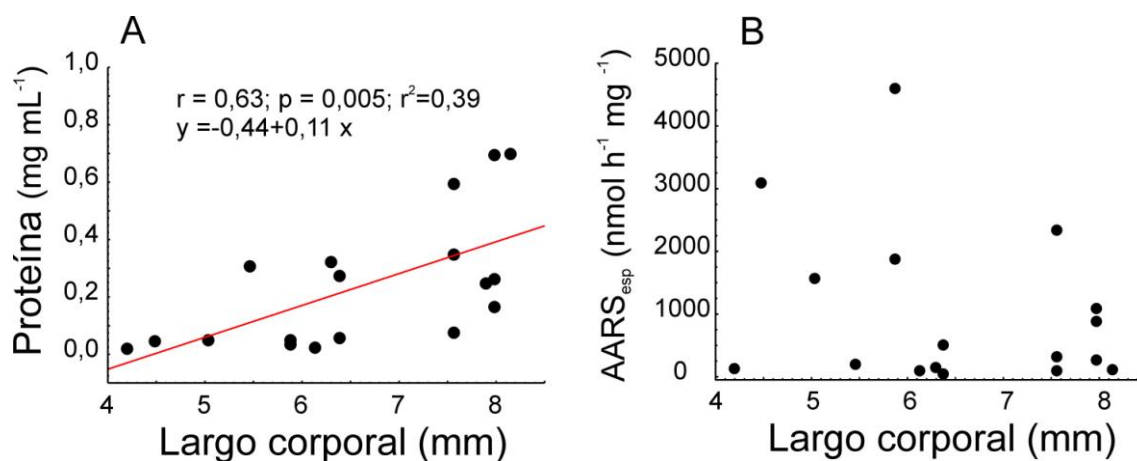 A
Proteína (mg mL⁻¹)
1,0
0,8
0,6
0,4
0,2
0,0
r = 0,63; p = 0,005; r²=0,39
y =-0,44+0,11 x
4 5 6 7 8
Largo corporal (mm)
B
AARSesp (nmol h⁻¹ mg ⁻¹)
5000
4000
3000
2000
1000
0
4 5 6 7 8
Largo corporal (mm)